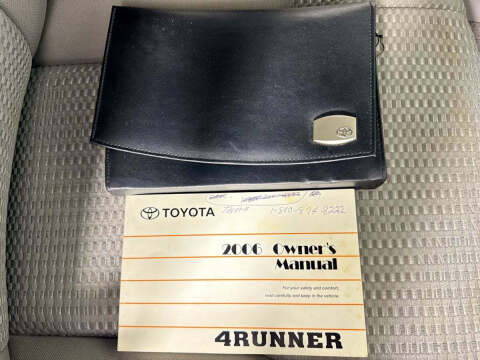 TOYOTA
2006 Owner's
Manual
For your safety and comfort,
read carefully and keep in the vehicle.
4RUNNER